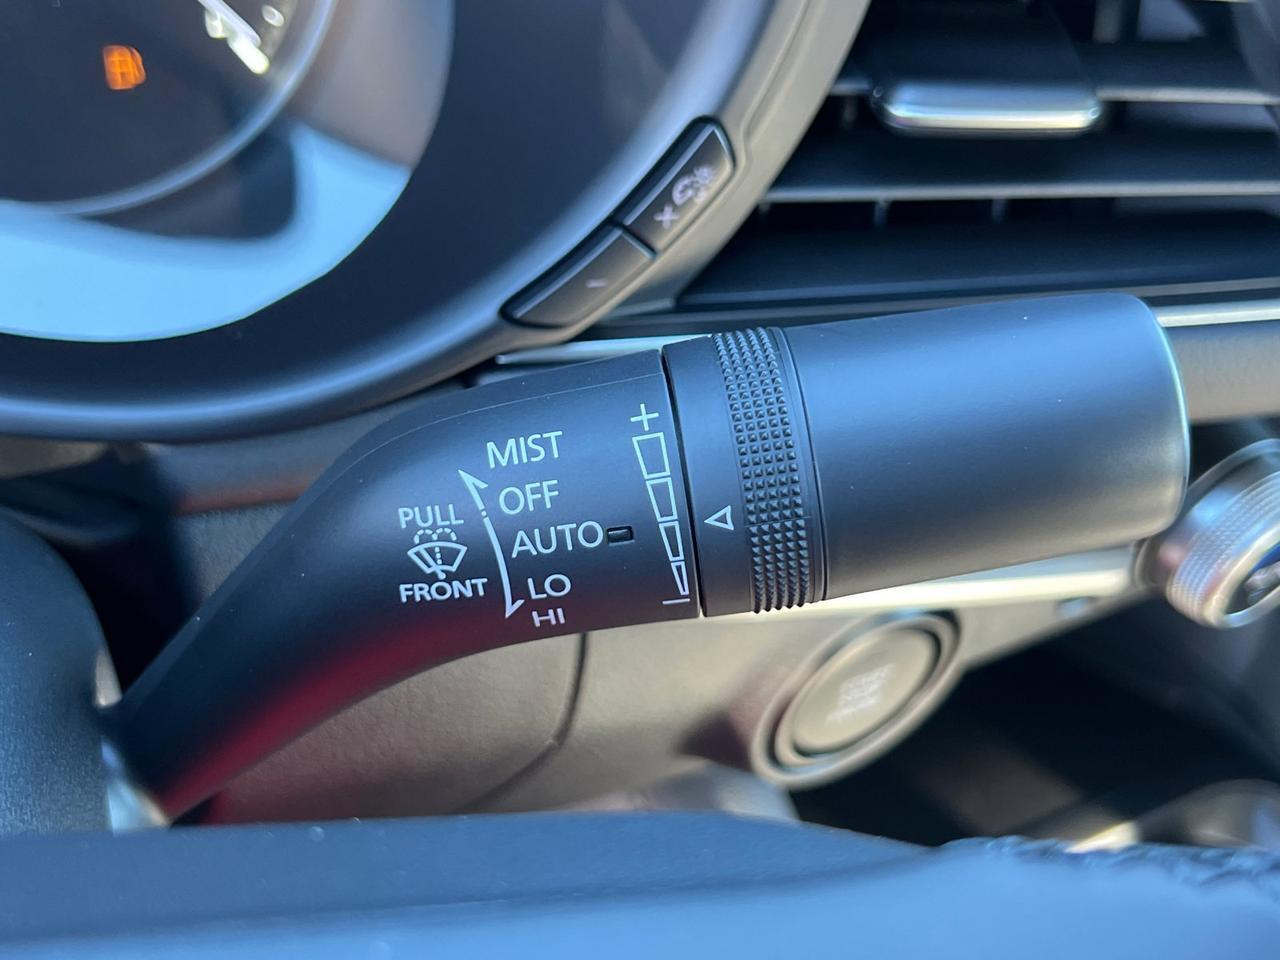 MIST
OFF
AUTO
LO
HI
PULL
FRONT
+
-